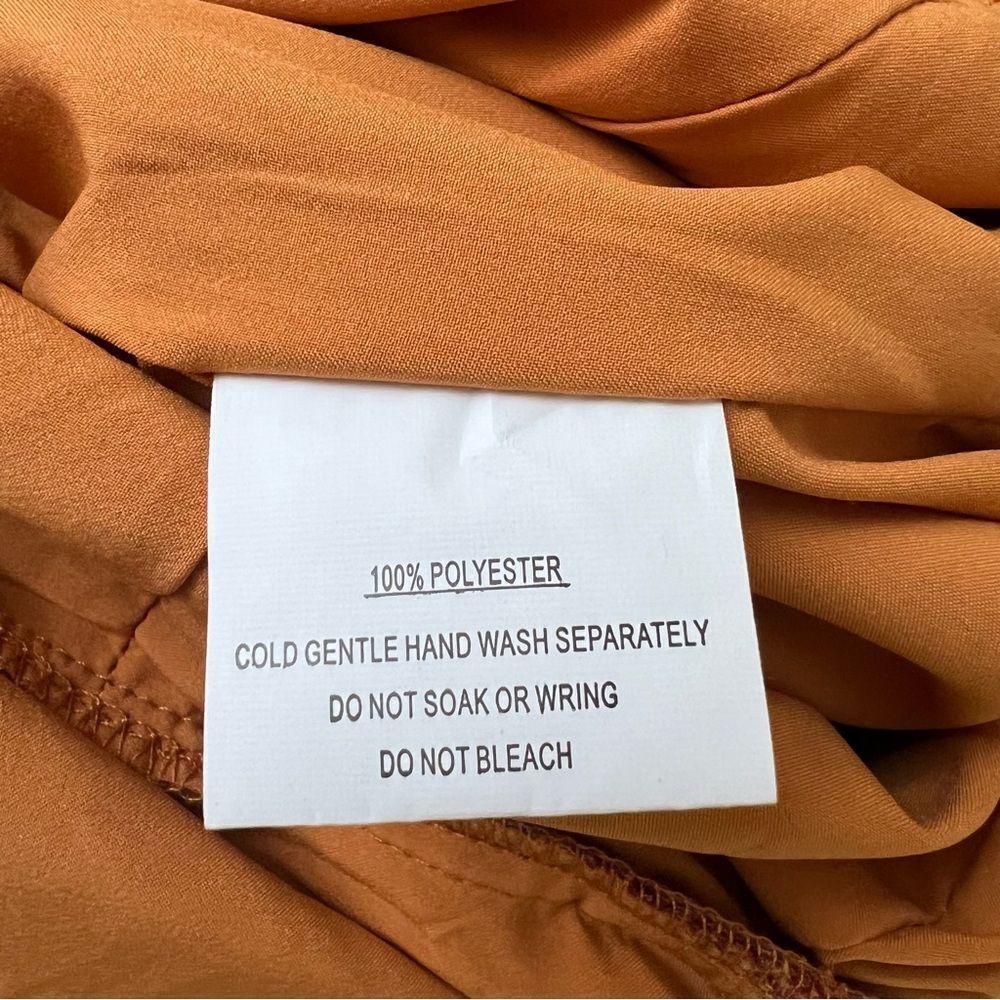 100% POLYESTER
COLD GENTLE HAND WASH SEPARATELY
DO NOT SOAK OR WRING
DO NOT BLEACH